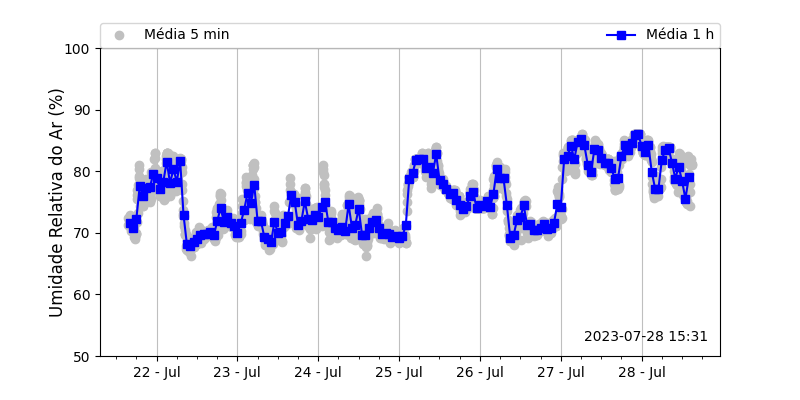 Média 5 min
Média 1 h
Umidade Relativa do Ar (%)
100
90
80
70
60
50
2023-07-28 15:31
22 - Jul
23 - Jul
24 - Jul
25 - Jul
26 - Jul
27 - Jul
28 - Jul